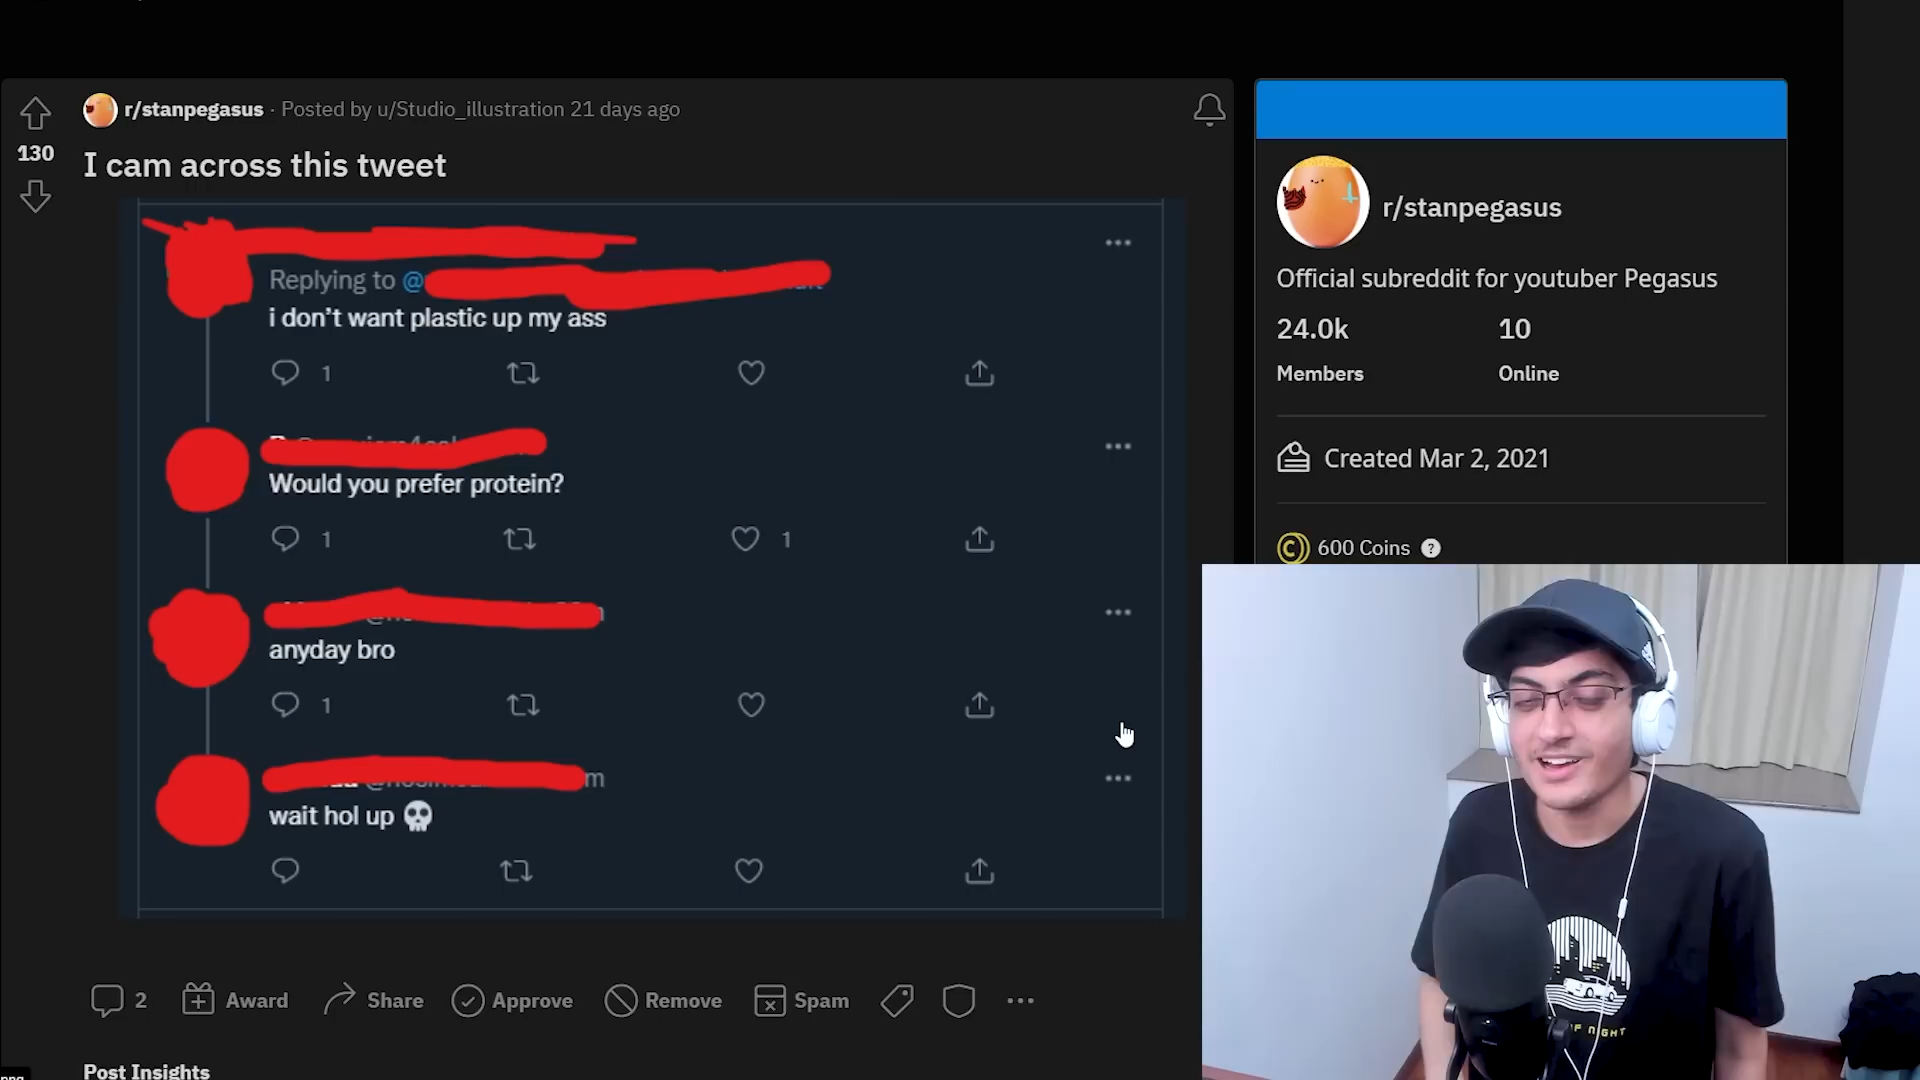 r/stanpegasus · Posted by u/Studio_illustration 21 days ago
130
I cam across this tweet
Replying to @
i don't want plastic up my ass
1
Would you prefer protein?
1 1
anyday bro
1
m
wait hol up 💀
2 Award Share Approve Remove Spam
Post Insights
png
r/stanpegasus
Official subreddit for youtuber Pegasus
24.0k 10
Members Online
Created Mar 2, 2021
600 Coins ?
OF NIGHT